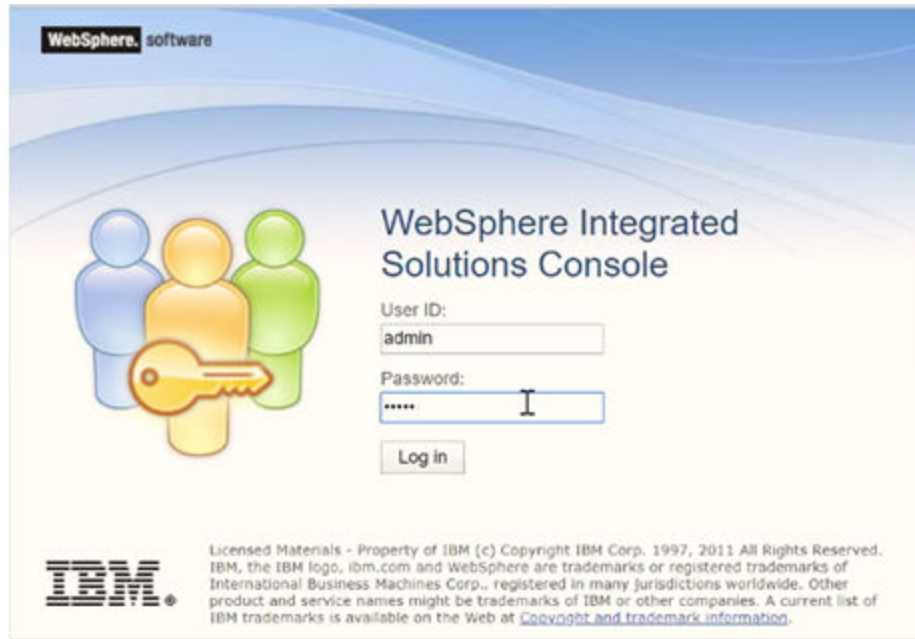 WebSphere. software
WebSphere Integrated
Solutions Console
User ID:
admin
Password:
•••••
Log in
IBM®
Licensed Materials - Property of IBM (c) Copyright IBM Corp. 1997, 2011 All Rights Reserved.
IBM, the IBM logo, ibm.com and WebSphere are trademarks or registered trademarks of
International Business Machines Corp., registered in many jurisdictions worldwide. Other
product and service names might be trademarks of IBM or other companies. A current list of
IBM trademarks is available on the Web at Copyright and trademark information.